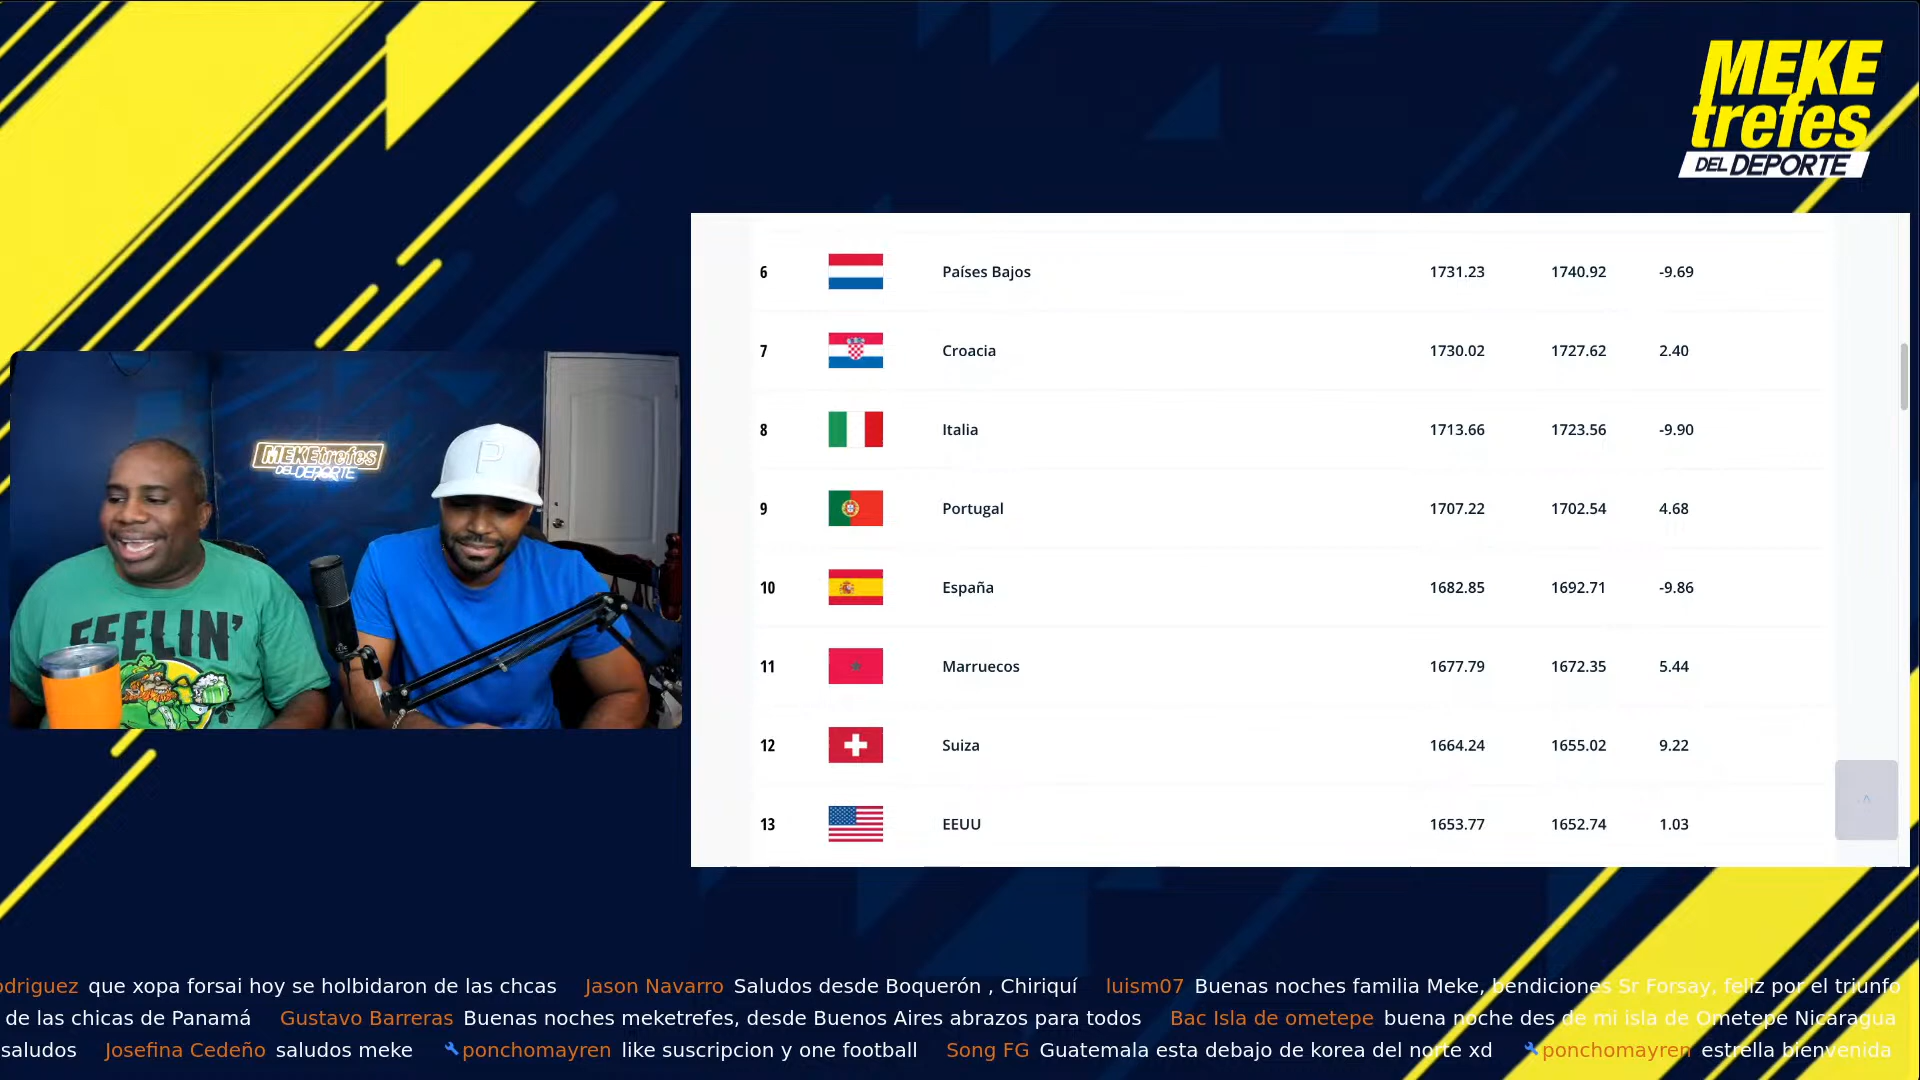 MEKE
trefes
DEL DEPORTE
6 Países Bajos 1731.23 1740.92 -9.69
7 Croacia 1730.02 1727.62 2.40
8 Italia 1713.66 1723.56 -9.90
9 Portugal 1707.22 1702.54 4.68
10 España 1682.85 1692.71 -9.86
11 Marruecos 1677.79 1672.35 5.44
12 Suiza 1664.24 1655.02 9.22
13 EEUU 1653.77 1652.74 1.03
MEKEtrefes
DEL DEPORTE
P
FEELIN'
odriguez que xopa forsai hoy se holbidaron de las chcas Jason Navarro Saludos desde Boquerón , Chiriquí luism07 Buenas noches familia Meke, bendiciones Sr Forsay, feliz por el triunfo
de las chicas de Panamá Gustavo Barreras Buenas noches meketrefes, desde Buenos Aires abrazos para todos Bac Isla de ometepe buena noche des de mi isla de Ometepe Nicaragua
saludos Josefina Cedeño saludos meke ponchomayren like suscripcion y one football Song FG Guatemala esta debajo de korea del norte xd ponchomayren estrella bienvenida